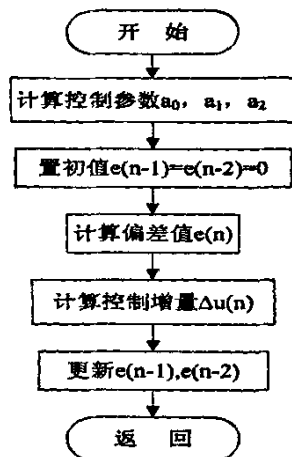 开 始
计算控制参数a₀, a₁, a₂
置初值e(n-1)=e(n-2)=0
计算偏差值e(n)
计算控制增量Δu(n)
更新e(n-1),e(n-2)
返 回